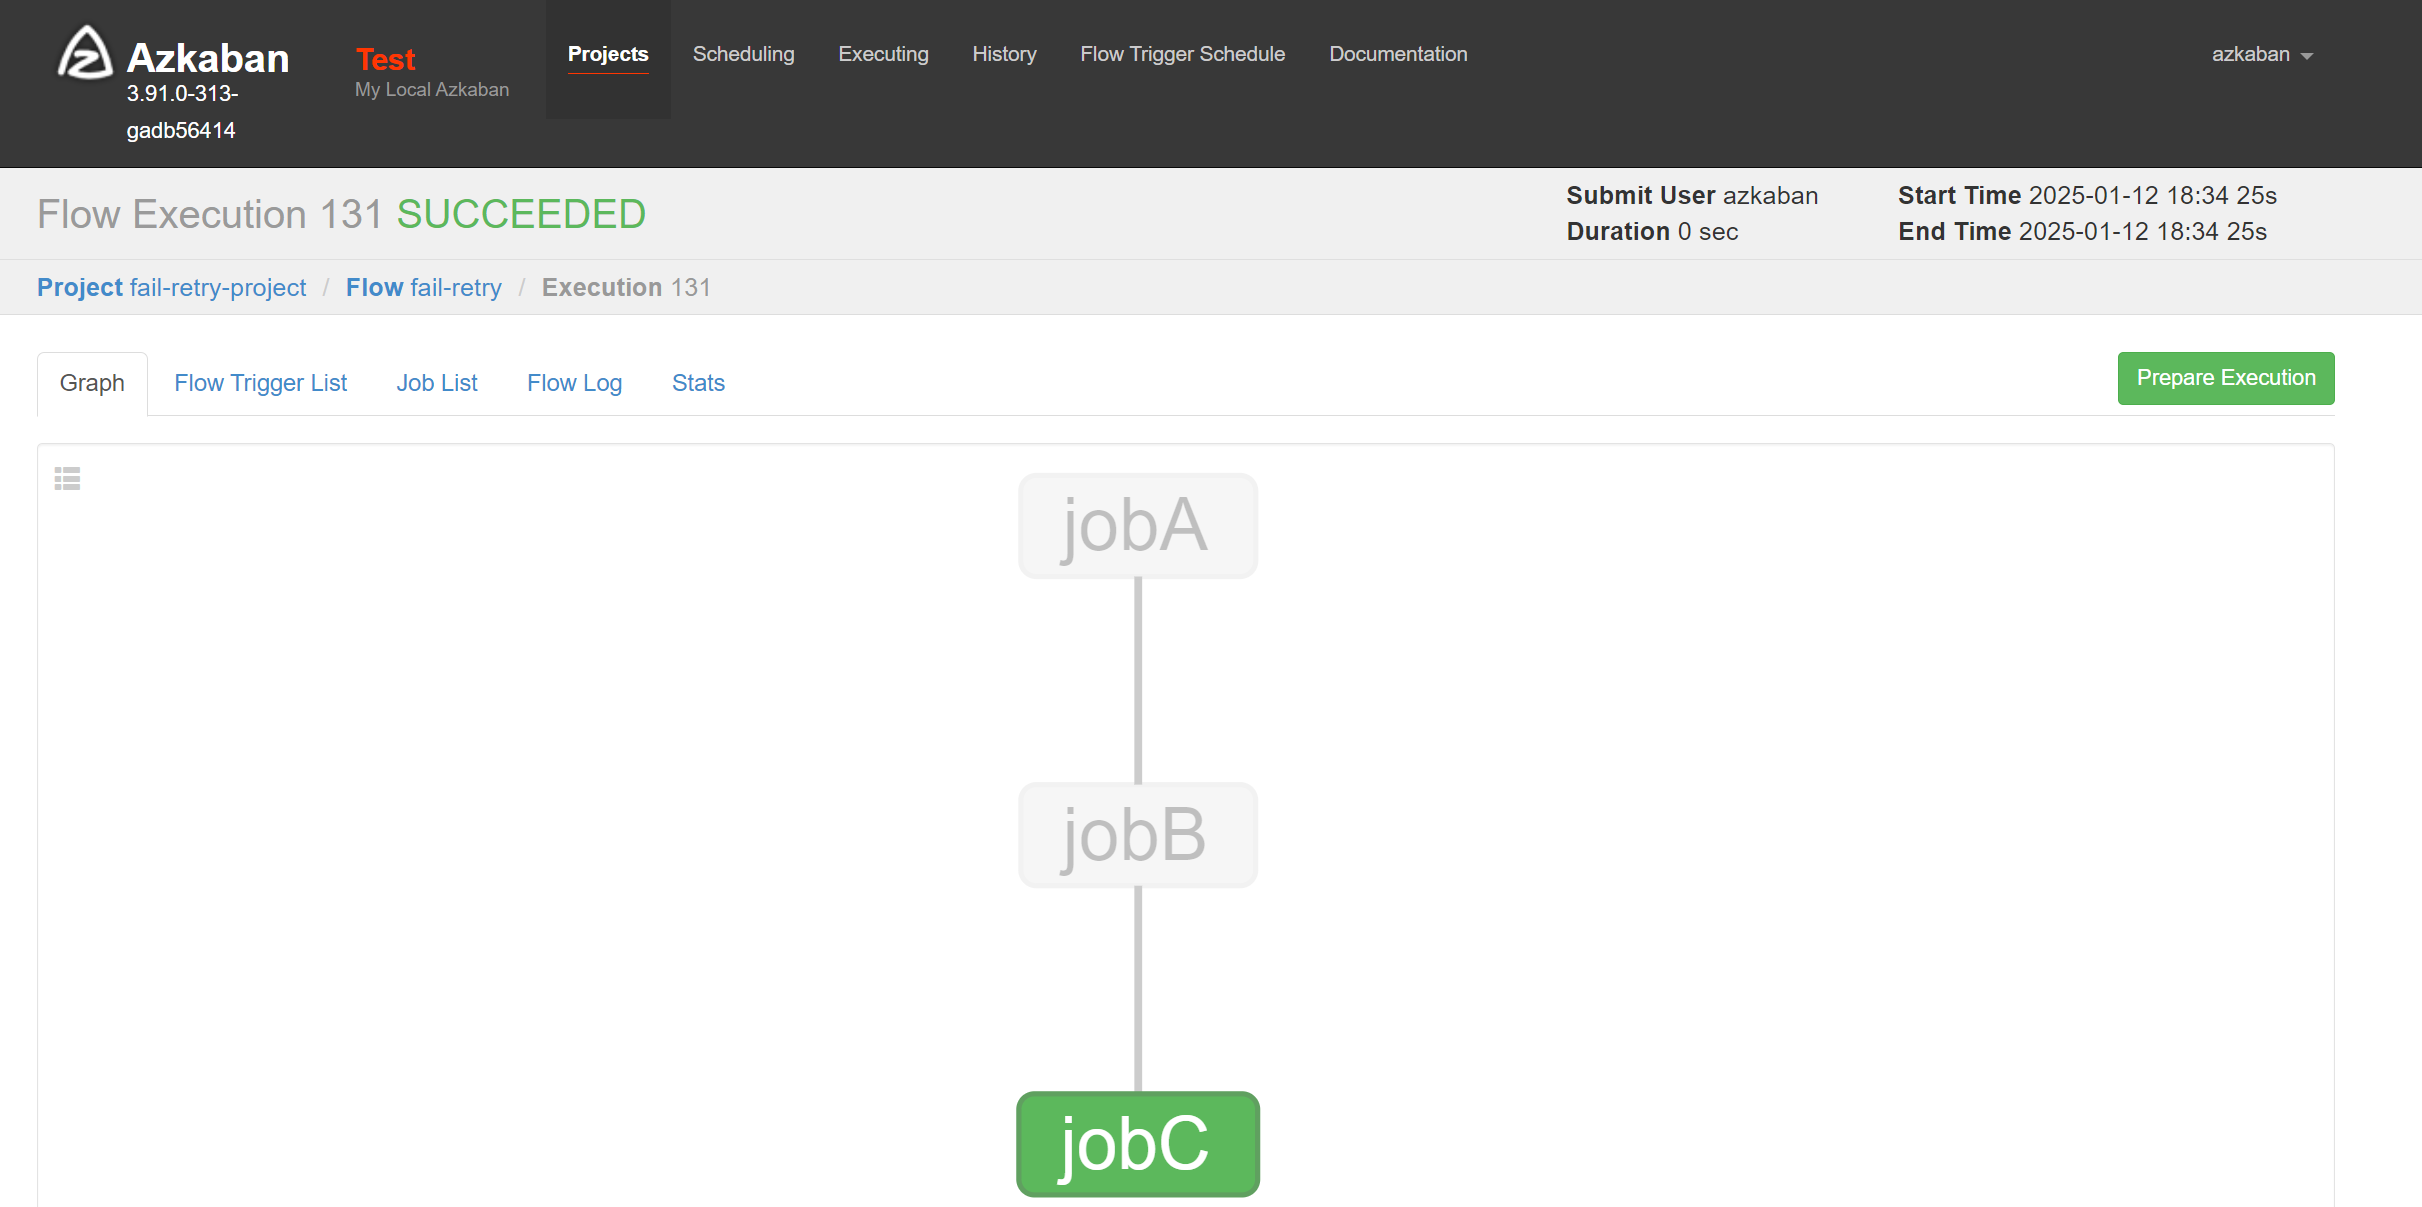 Azkaban
3.91.0-313-
gadb56414
Test
My Local Azkaban
Projects Scheduling Executing History Flow Trigger Schedule Documentation azkaban
Flow Execution 131 SUCCEEDED
Submit User azkaban
Duration 0 sec
Start Time 2025-01-12 18:34 25s
End Time 2025-01-12 18:34 25s
Project fail-retry-project / Flow fail-retry / Execution 131
Graph Flow Trigger List Job List Flow Log Stats Prepare Execution
jobA
jobB
jobC